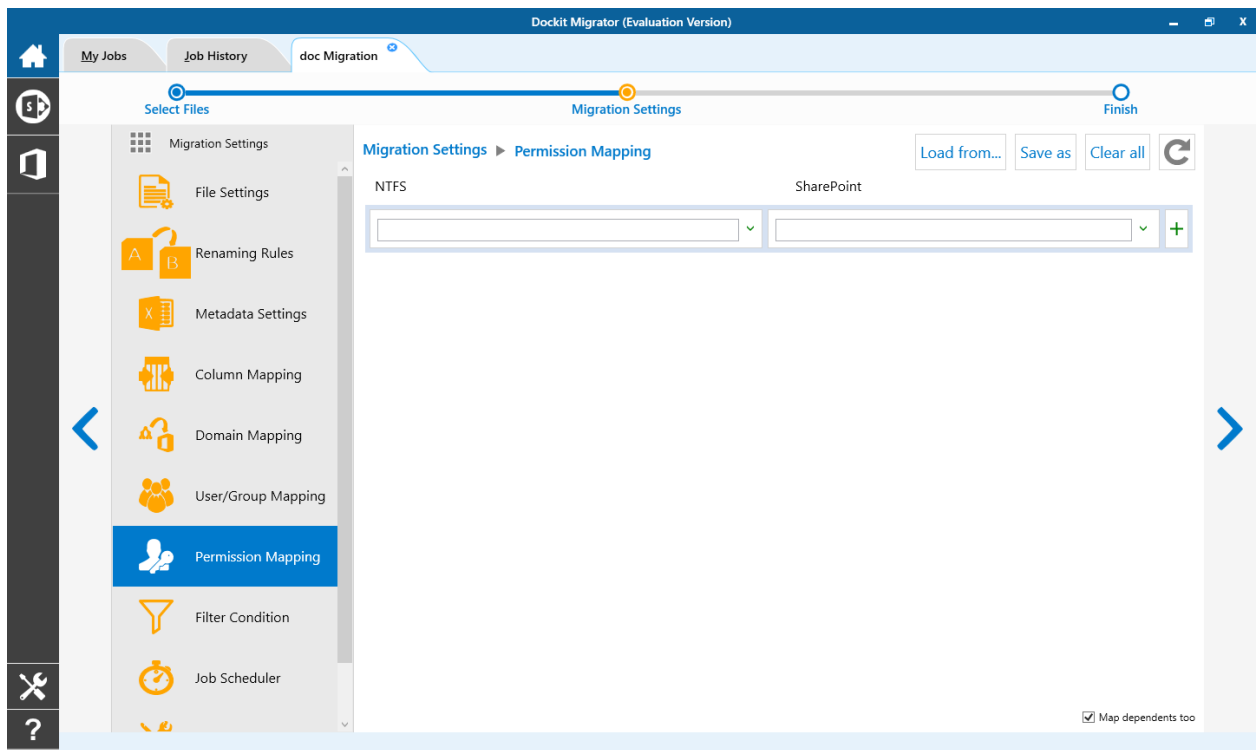 Dockit Migrator (Evaluation Version)
My Jobs
Job History
doc Migration
Select Files
Migration Settings
Finish
Migration Settings
File Settings
A B
Renaming Rules
X
Metadata Settings
Column Mapping
Domain Mapping
User/Group Mapping
Permission Mapping
Filter Condition
Job Scheduler
Migration Settings ▶ Permission Mapping
Load from...
Save as
Clear all
NTFS
SharePoint
Map dependents too
S
?